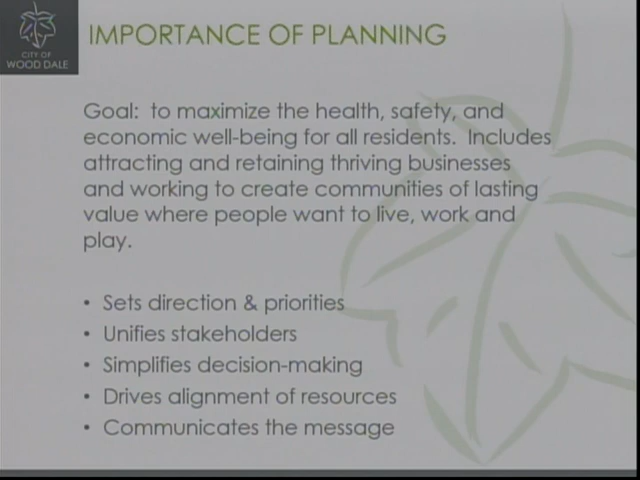 CITY OF
WOOD DALE
IMPORTANCE OF PLANNING
Goal: to maximize the health, safety, and
economic well-being for all residents. Includes
attracting and retaining thriving businesses
and working to create communities of lasting
value where people want to live, work and
play.
• Sets direction & priorities
• Unifies stakeholders
• Simplifies decision-making
• Drives alignment of resources
• Communicates the message